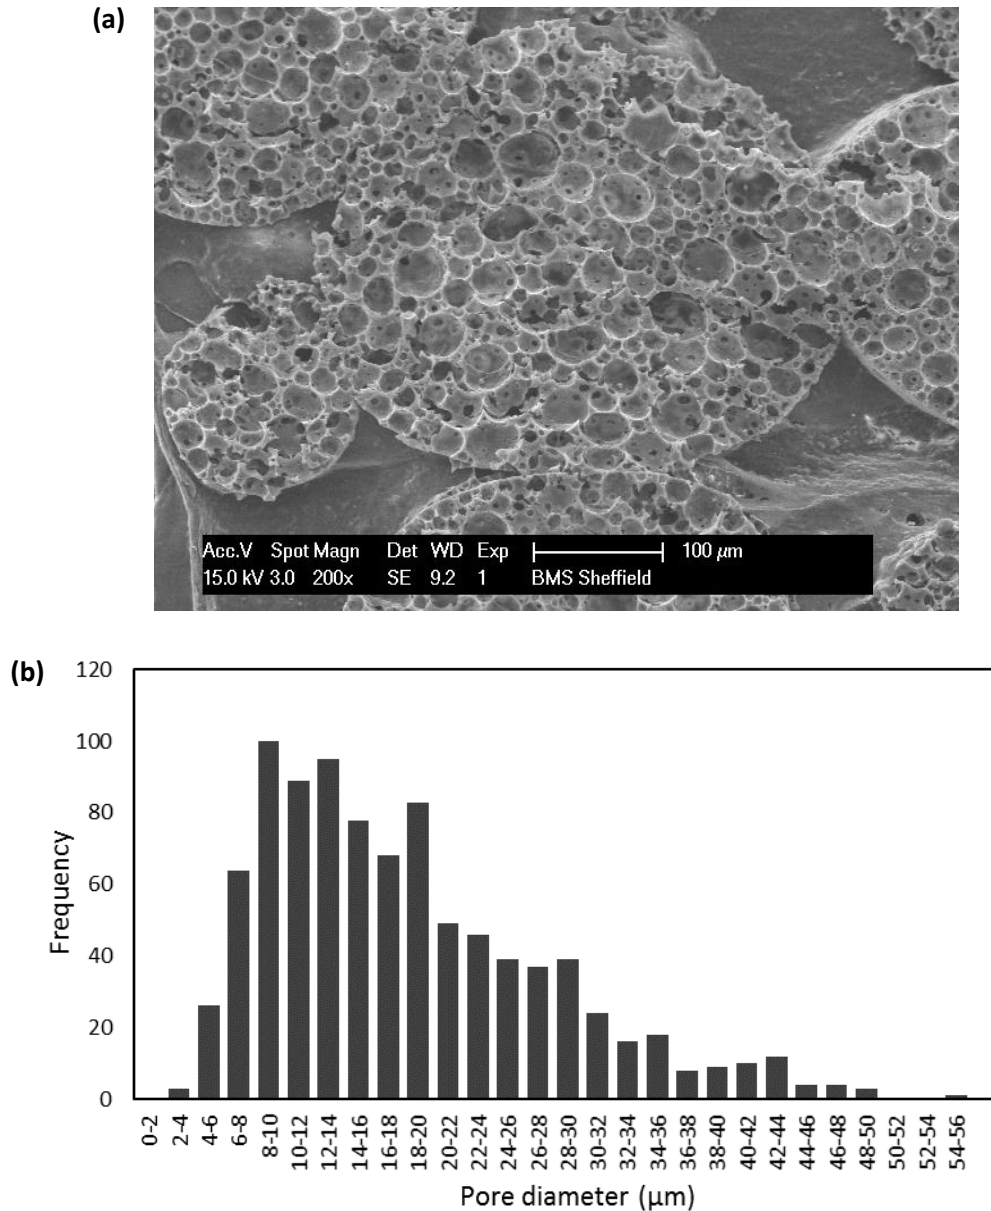 (a)
Acc.V Spot Magn Det WD Exp 100 µm
15.0 kV 3.0 200x SE 9.2 1 BMS Sheffield
(b)
120
100
80
60
40
20
0
Frequency
0-2 2-4 4-6 6-8 8-10 10-12 12-14 14-16 16-18 18-20 20-22 22-24 24-26 26-28 28-30 30-32 32-34 34-36 36-38 38-40 40-42 42-44 44-46 46-48 48-50 50-52 52-54 54-56
Pore diameter (µm)